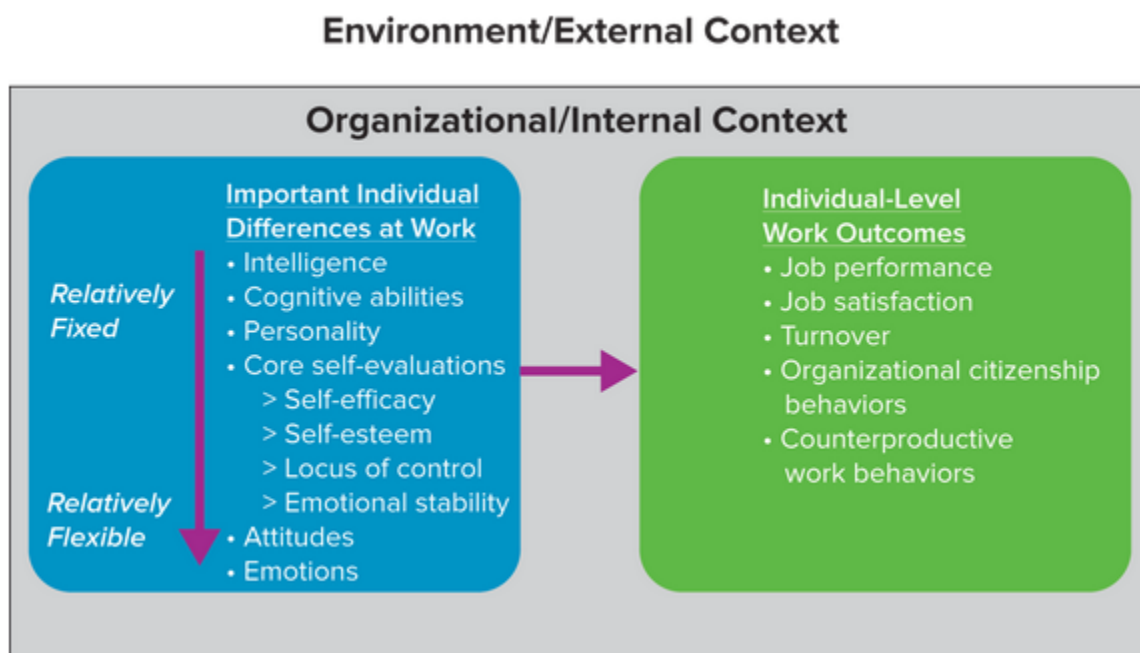 Environment/External Context
Organizational/Internal Context
Relatively
Fixed
Relatively
Flexible
Important Individual
Differences at Work
• Intelligence
• Cognitive abilities
• Personality
• Core self-evaluations
> Self-efficacy
> Self-esteem
> Locus of control
> Emotional stability
• Attitudes
• Emotions
Individual-Level
Work Outcomes
• Job performance
• Job satisfaction
• Turnover
• Organizational citizenship
behaviors
• Counterproductive
work behaviors